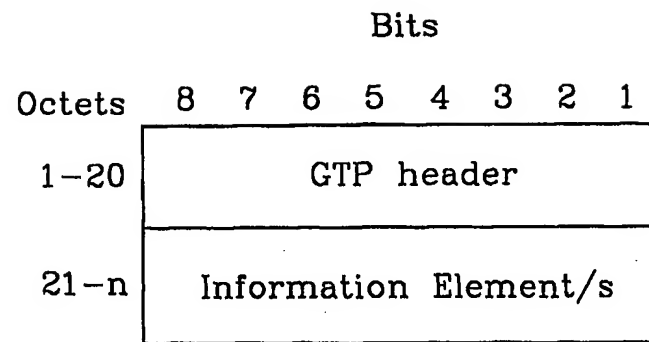 Bits
Octets 8 7 6 5 4 3 2 1
1-20 GTP header
21-n Information Element/s